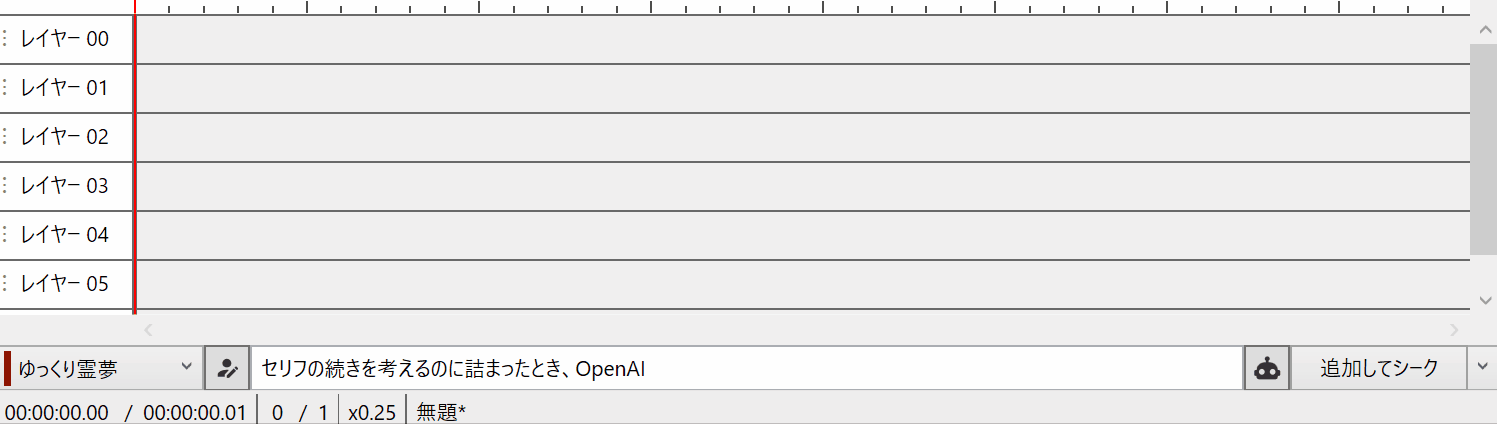 レイヤー 00
レイヤー 01
レイヤー 02
レイヤー 03
レイヤー 04
レイヤー 05
ゆっくり霊夢 セリフの続きを考えるのに詰まったとき、OpenAI 追加してシーク
00:00:00.00 / 00:00:00.01 0 / 1 x0.25 無題*